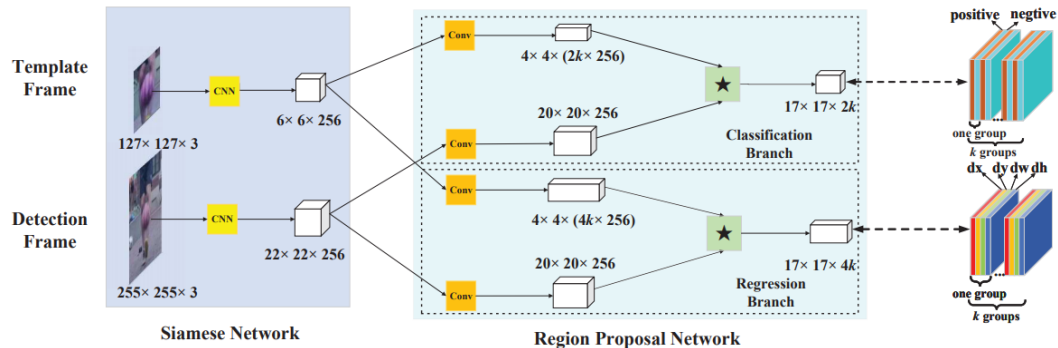 Template
Frame
CNN
6× 6× 256
127× 127× 3
Detection
Frame
CNN
22× 22× 256
255× 255× 3
Siamese Network
Conv
4× 4× (2k× 256)
★
17× 17× 2k
Conv
20× 20× 256
Classification
Branch
Conv
4× 4× (4k× 256)
★
17× 17× 4k
Conv
20× 20× 256
Regression
Branch
Region Proposal Network
positive negtive
...
one group
k groups
dx dy dw dh
...
one group
k groups